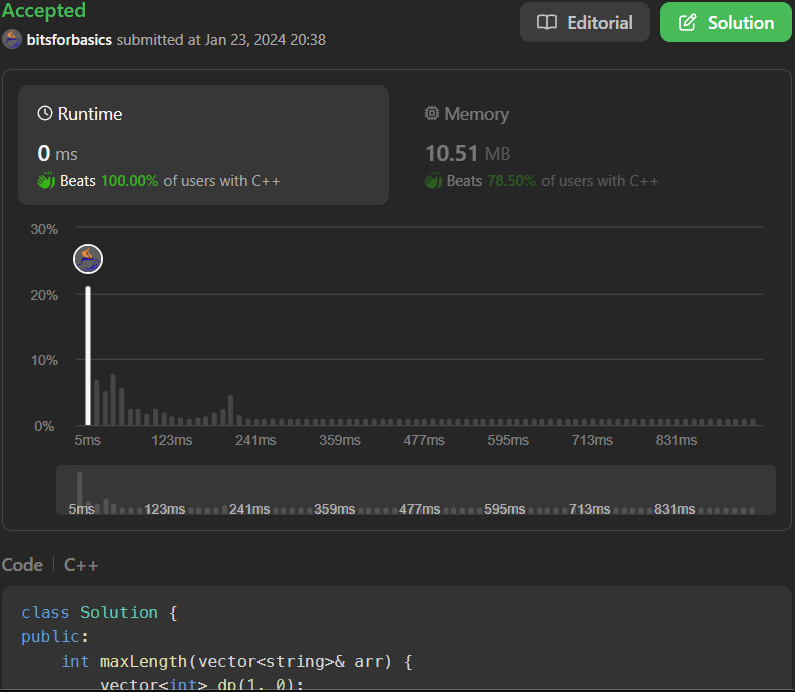 Accepted
Editorial
Solution
bitsforbasics submitted at Jan 23, 2024 20:38
Runtime
Memory
0 ms
10.51 MB
Beats 100.00% of users with C++
Beats 78.50% of users with C++
30%
20%
10%
0%
5ms 123ms 241ms 359ms 477ms 595ms 713ms 831ms
5ms 123ms 241ms 359ms 477ms 595ms 713ms 831ms
Code | C++
class Solution {
public:
    int maxLength(vector<string>& arr) {
        vector<int> dp(1, 0);